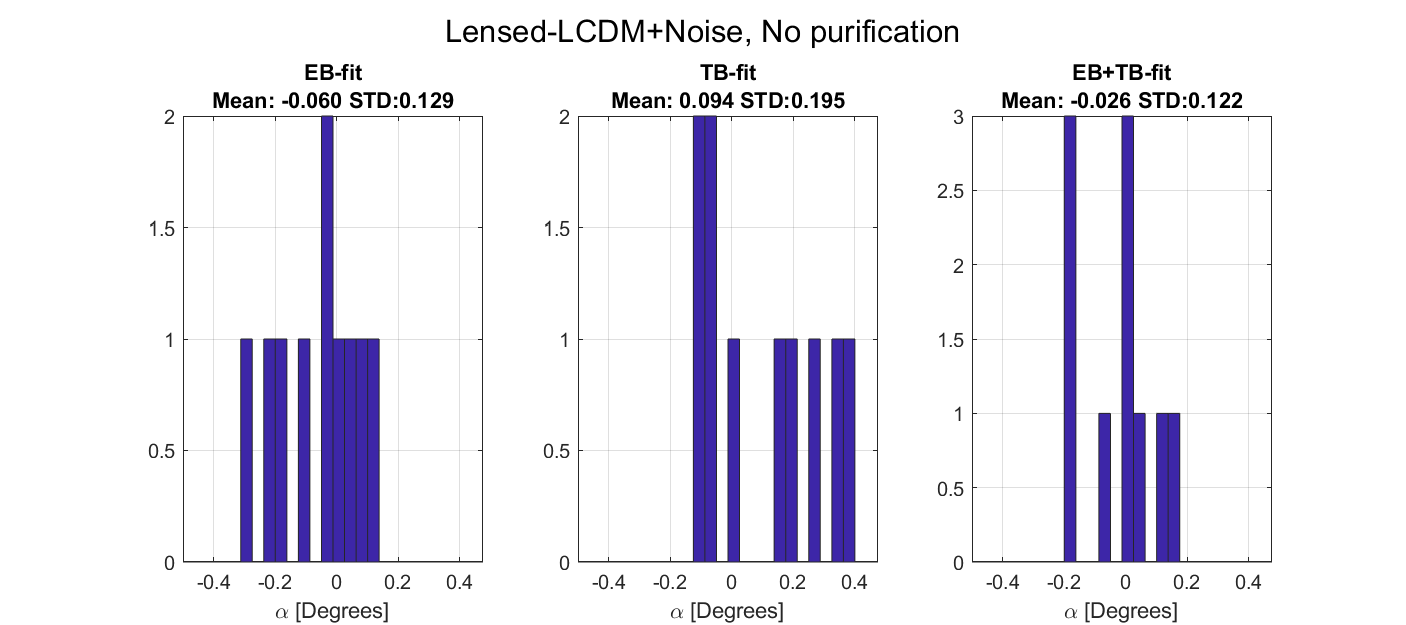 Lensed-LCDM+Noise, No purification
EB-fit
Mean: -0.060 STD:0.129
2
1.5
1
0.5
0
-0.4 -0.2 0 0.2 0.4
α [Degrees]
TB-fit
Mean: 0.094 STD:0.195
2
1.5
1
0.5
0
-0.4 -0.2 0 0.2 0.4
α [Degrees]
EB+TB-fit
Mean: -0.026 STD:0.122
3
2.5
2
1.5
1
0.5
0
-0.4 -0.2 0 0.2 0.4
α [Degrees]